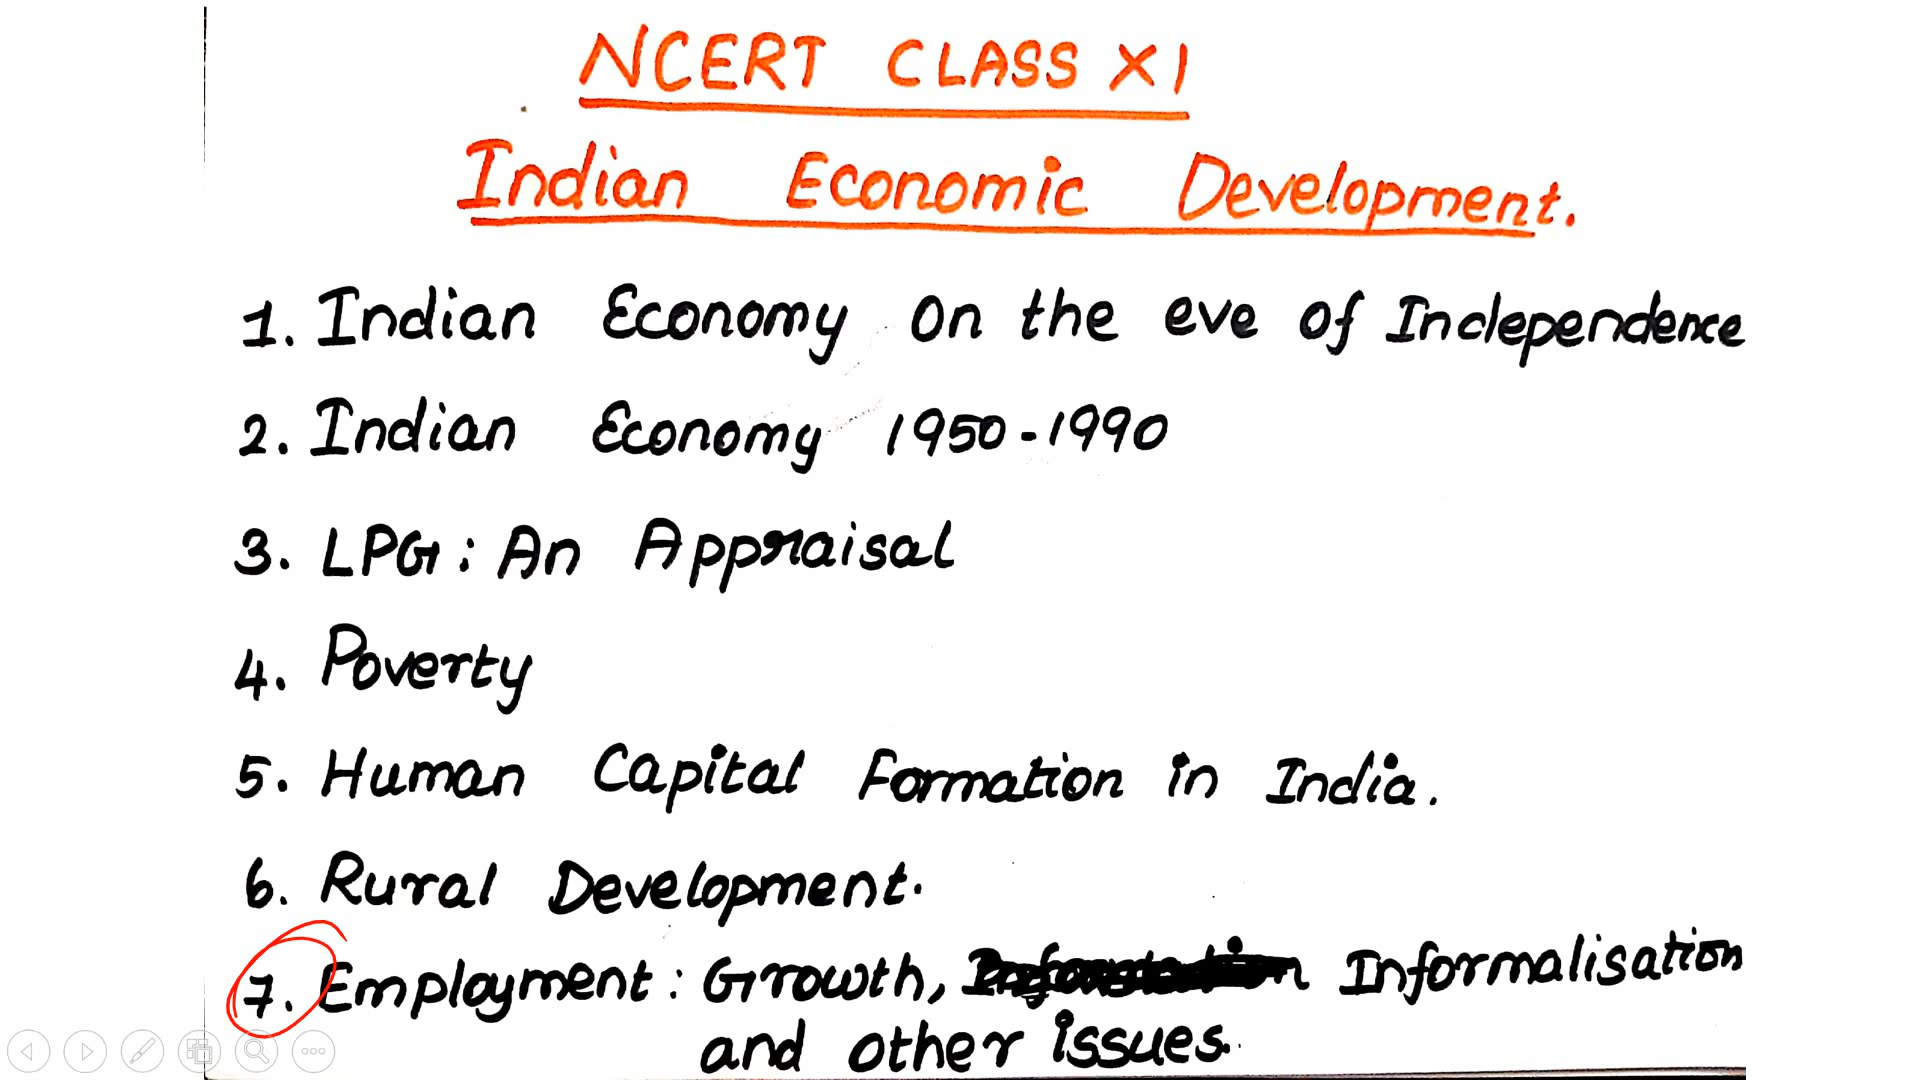 NCERT CLASS XI
Indian Economic Development.
1. Indian Economy On the eve of Independence
2. Indian Economy 1950-1990
3. LPG: An Appraisal
4. Poverty
5. Human Capital Formation in India.
6. Rural Development.
7. Employment: Growth, Informalisation
and other issues.